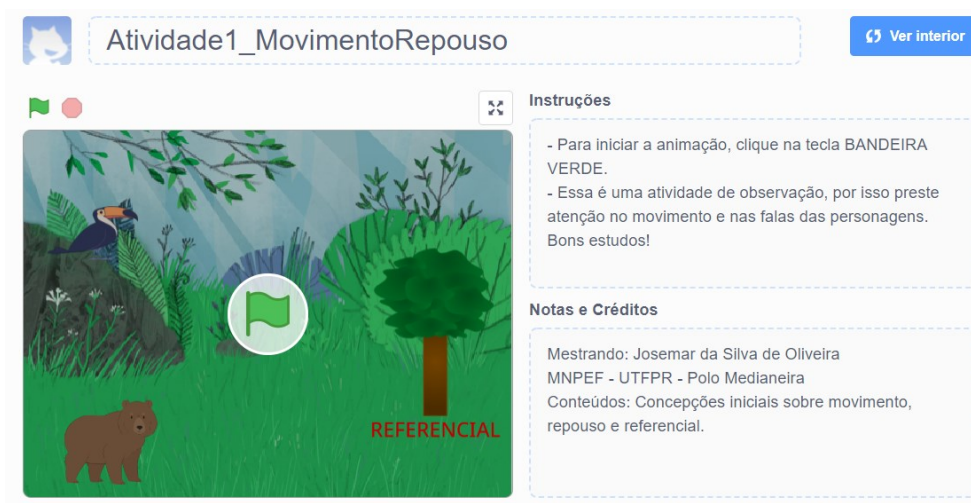 Atividade1_MovimentoRepouso
Ver interior
Instruções
- Para iniciar a animação, clique na tecla BANDEIRA
VERDE.
- Essa é uma atividade de observação, por isso preste
atenção no movimento e nas falas das personagens.
Bons estudos!
REFERENCIAL
Notas e Créditos
Mestrando: Josemar da Silva de Oliveira
MNPEF - UTFPR - Polo Medianeira
Conteúdos: Concepções iniciais sobre movimento,
repouso e referencial.